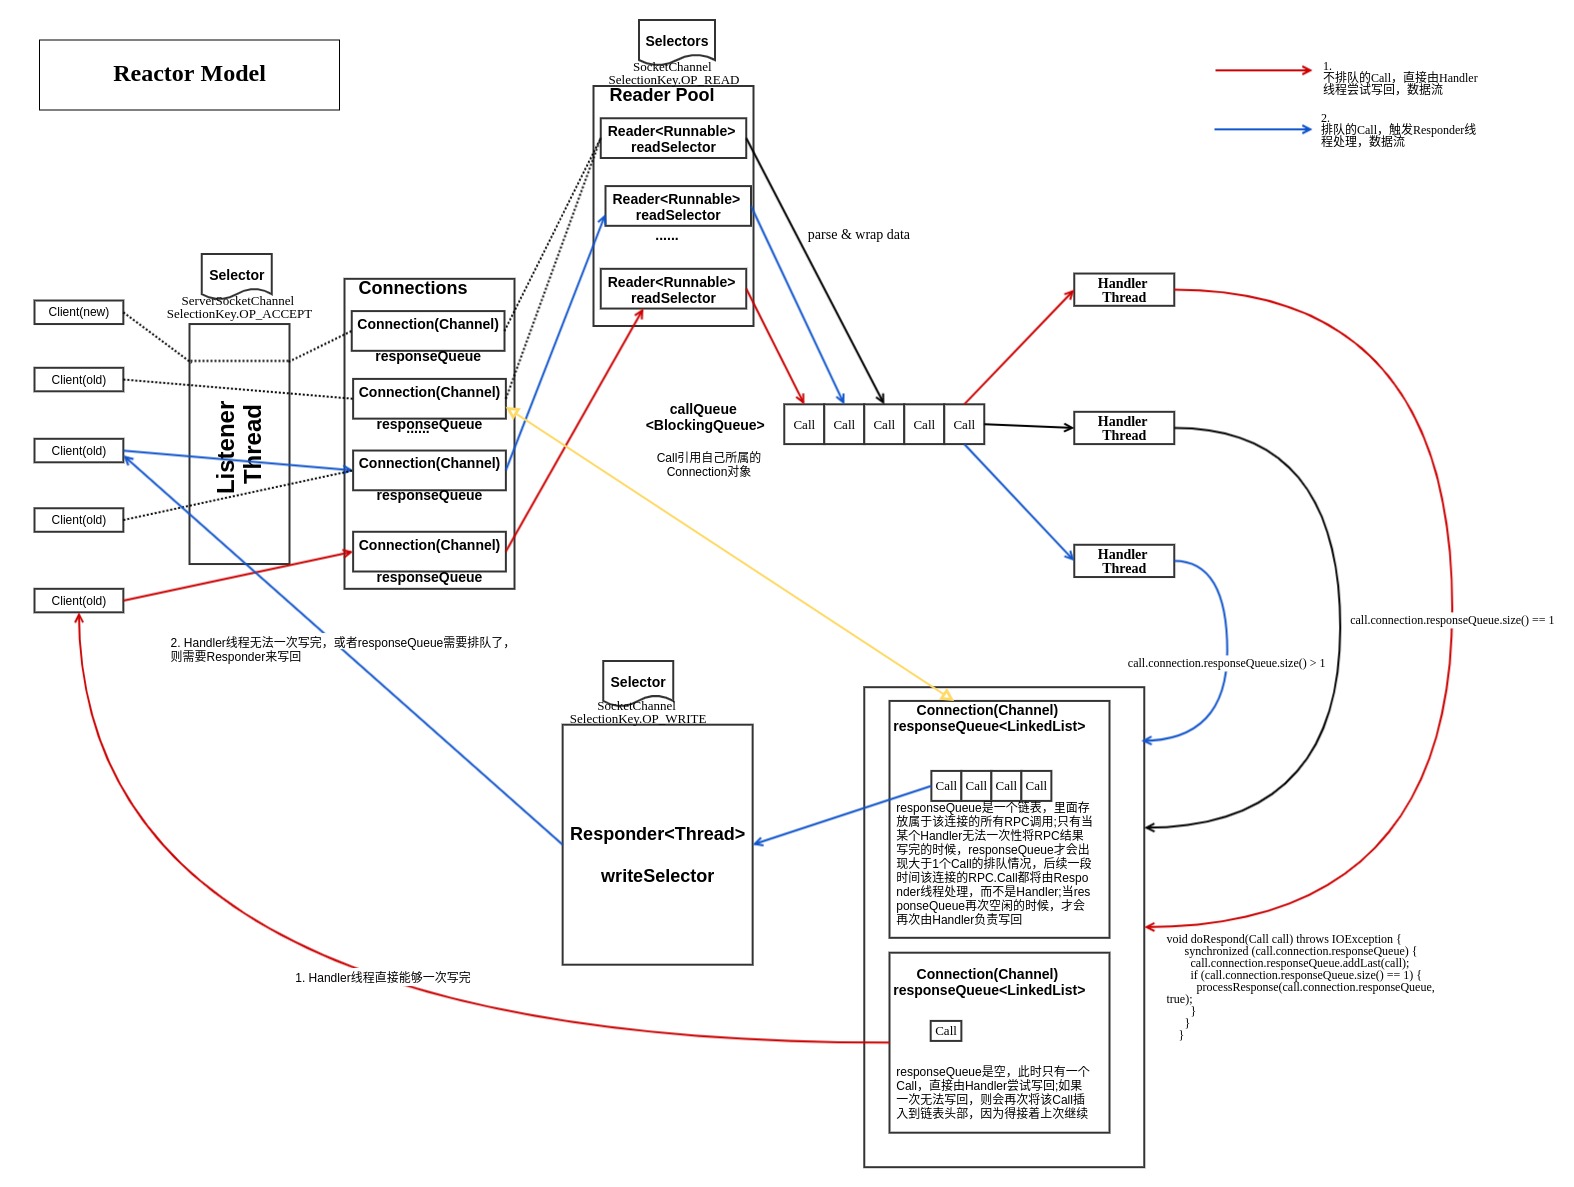 Reactor Model
Selectors
SocketChannel
SelectionKey.OP_READ
Reader Pool
Reader<Runnable>
readSelector
Reader<Runnable>
readSelector
......
Reader<Runnable>
readSelector
1.
不排队的Call，直接由Handler
线程尝试写回，数据流
2.
排队的Call，触发Responder线
程处理，数据流
parse & wrap data
Selector
ServerSocketChannel
SelectionKey.OP_ACCEPT
Listener
Thread
Client(new)
Client(old)
Client(old)
Client(old)
Client(old)
Connections
Connection(Channel)
responseQueue
Connection(Channel)
responseQueue
......
Connection(Channel)
responseQueue
Connection(Channel)
responseQueue
callQueue
<BlockingQueue>
Call引用自己所属的
Connection对象
Call
Call
Call
Call
Call
Handler
Thread
Handler
Thread
Handler
Thread
call.connection.responseQueue.size() == 1
call.connection.responseQueue.size() > 1
2. Handler线程无法一次写完，或者responseQueue需要排队了，
则需要Responder来写回
Selector
SocketChannel
SelectionKey.OP_WRITE
Responder<Thread>
writeSelector
Connection(Channel)
responseQueue<LinkedList>
Call
Call
Call
Call
responseQueue是一个链表，里面存
放属于该连接的所有RPC调用;只有当
某个Handler无法一次性将RPC结果
写完的时候，responseQueue才会出
现大于1个Call的排队情况，后续一段
时间该连接的RPC.Call都将由Respo
nder线程处理，而不是Handler;当res
ponseQueue再次空闲的时候，才会
再次由Handler负责写回
Connection(Channel)
responseQueue<LinkedList>
Call
responseQueue是空，此时只有一个
Call，直接由Handler尝试写回;如果
一次无法写回，则会再次将该Call插
入到链表头部，因为得接着上次继续
1. Handler线程直接能够一次写完
void doRespond(Call call) throws IOException {
synchronized (call.connection.responseQueue) {
call.connection.responseQueue.addLast(call);
if (call.connection.responseQueue.size() == 1) {
processResponse(call.connection.responseQueue,
true);
}
}
}